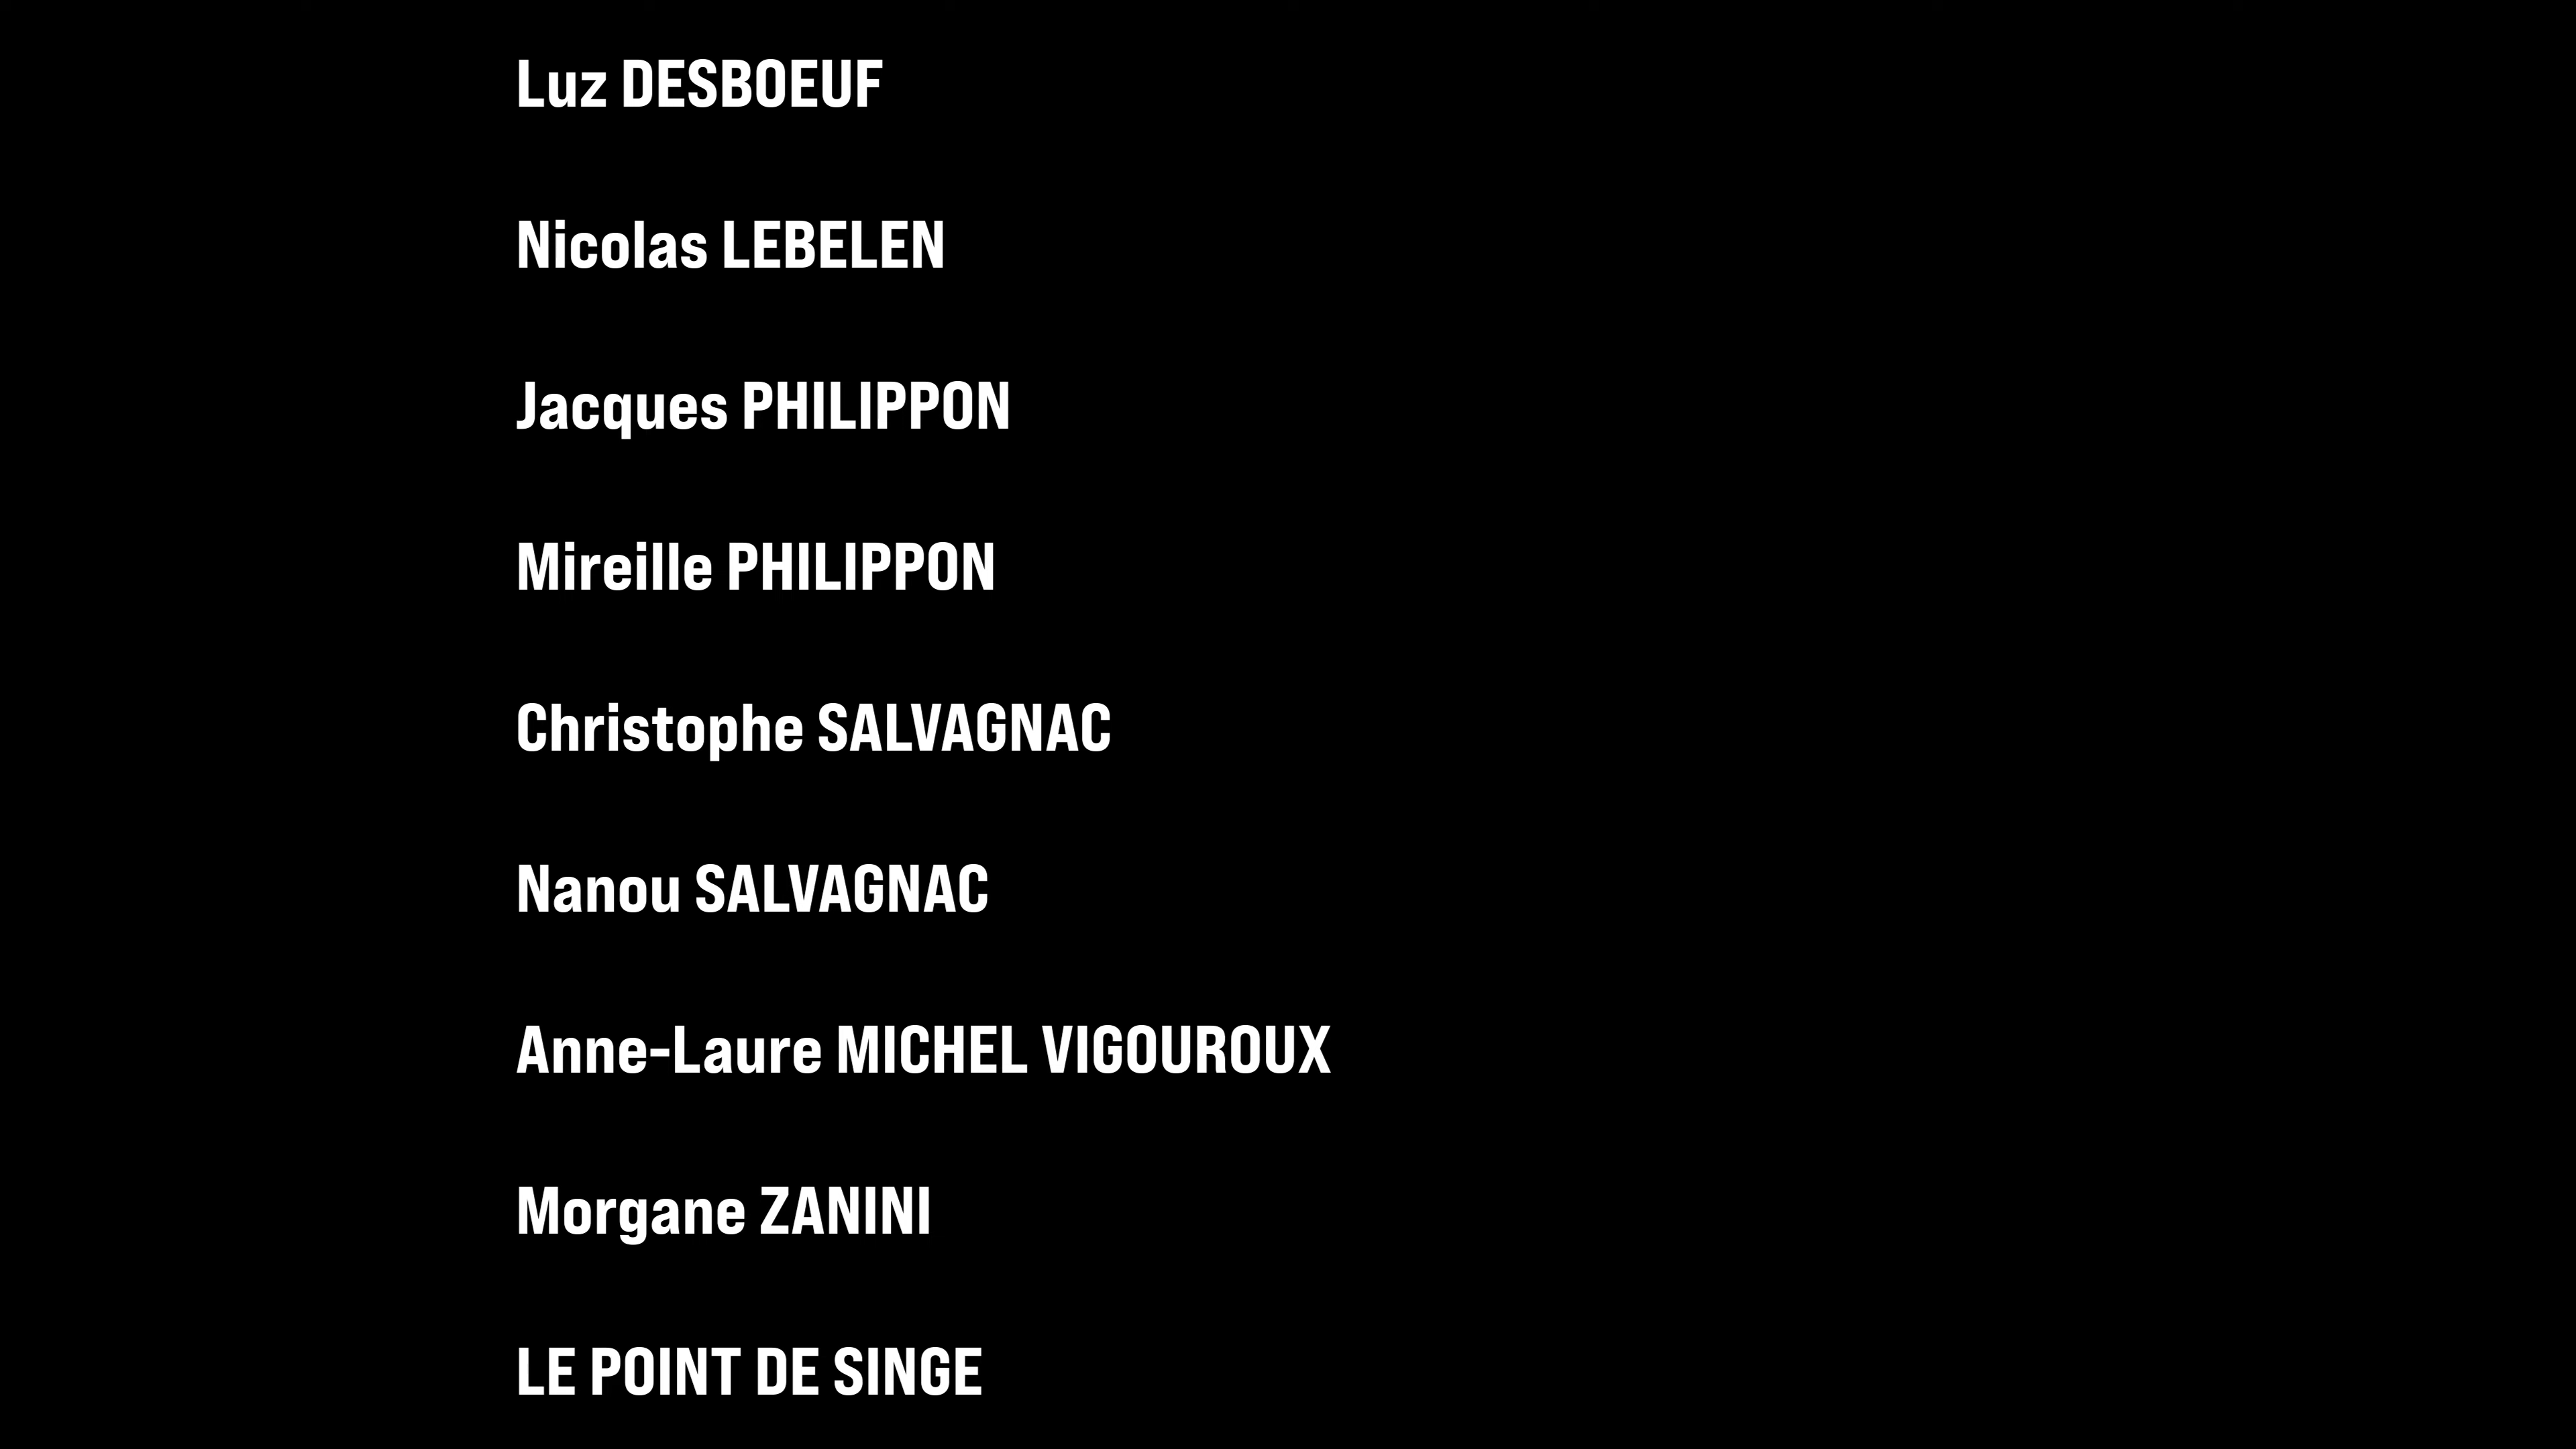 Luz DESBOEUF
Nicolas LEBELEN
Jacques PHILIPPON
Mireille PHILIPPON
Christophe SALVAGNAC
Nanou SALVAGNAC
Anne-Laure MICHEL VIGOUROUX
Morgane ZANINI
LE POINT DE SINGE